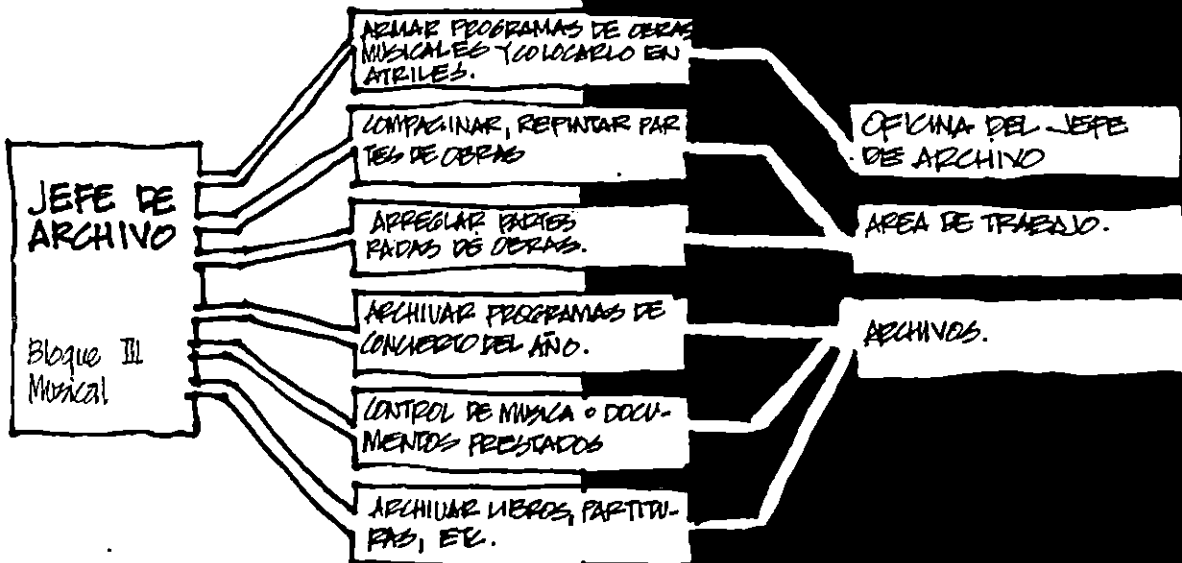 JEFE DE
ARCHIVO
Bloque III
Musical
ARMAR PROGRAMAS DE OBRAS
MUSICALES Y COLOCARLO EN
ATRILES.
COMPAGINAR, REPINTAR PAR
TES DE OBRAS
ARREGLAR PARTES
RADAS DE OBRAS.
ARCHIVAR PROGRAMAS DE
CONCIERTO DEL AÑO.
CONTROL DE MUSICA O DOCU-
MENTOS PRESTADOS
ARCHIVAR LIBROS, PARTITU-
RAS, ETC.
OFICINA DEL JEFE
DE ARCHIVO
AREA DE TRABAJO.
ARCHIVOS.